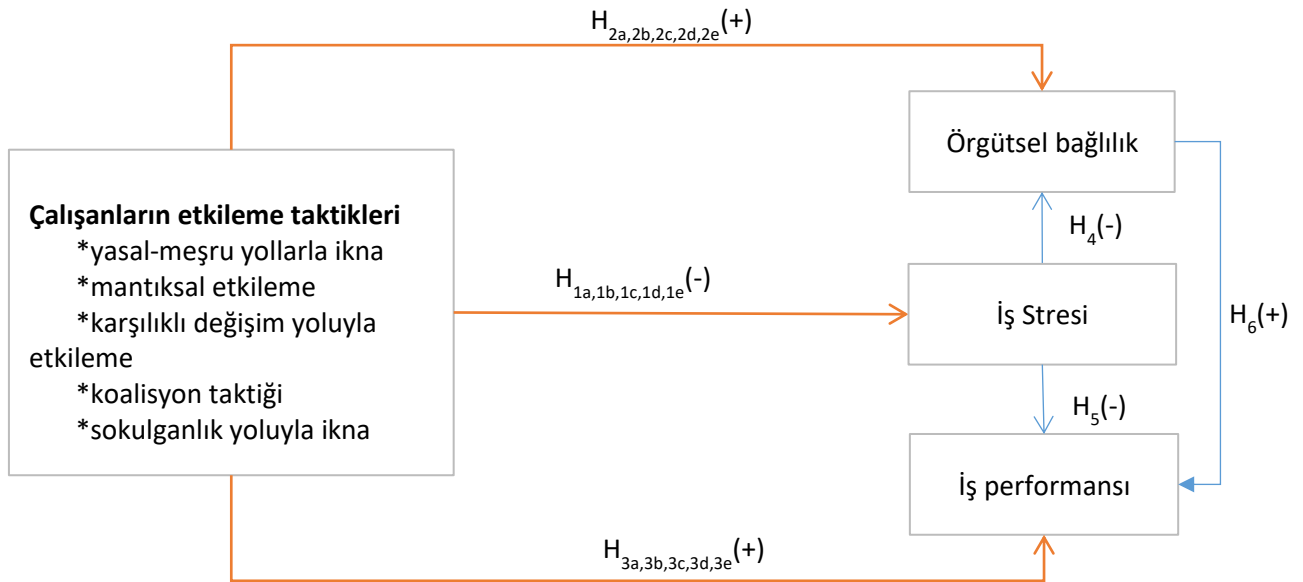 H2a,2b,2c,2d,2e(+)
Örgütsel bağlılık
Çalışanların etkileme taktikleri
*yasal-meşru yollarla ikna
*mantıksal etkileme
*karşılıklı değişim yoluyla
etkileme
*koalisyon taktiği
*sokulganlık yoluyla ikna
H1a,1b,1c,1d,1e(-)
H4(-)
İş Stresi
H6(+)
H5(-)
İş performansı
H3a,3b,3c,3d,3e(+)